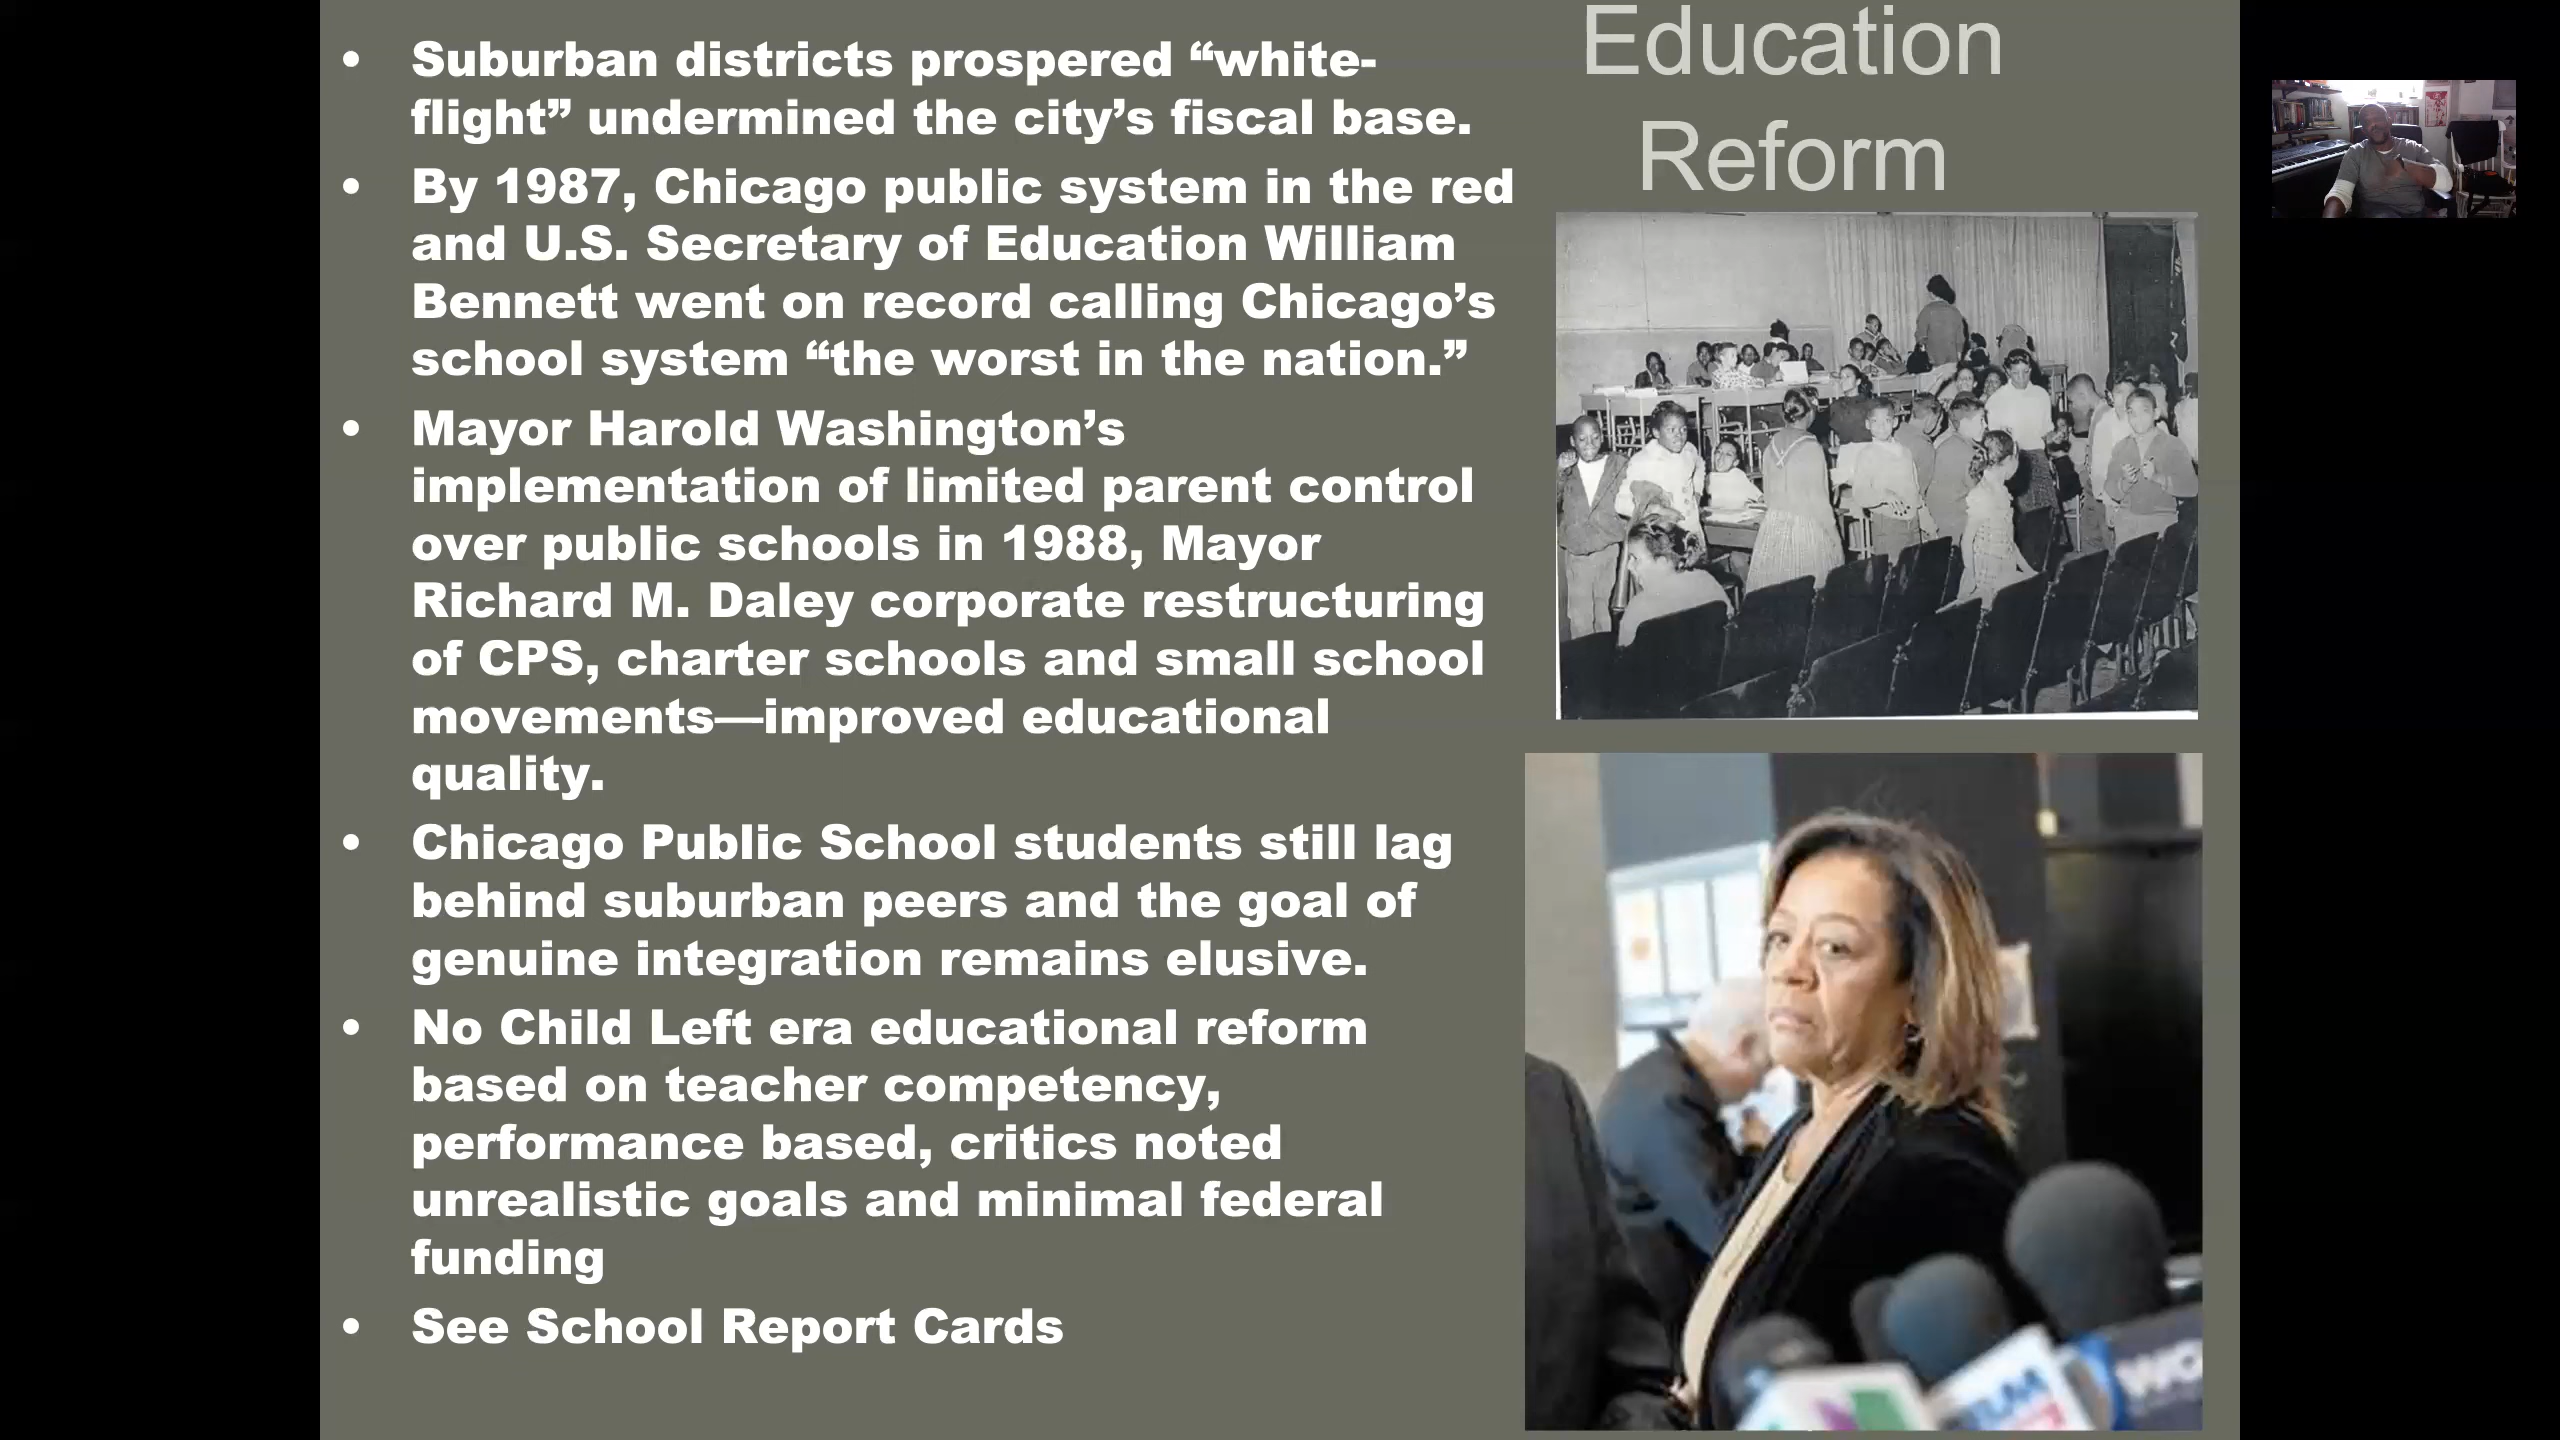 Education
Reform
• Suburban districts prospered “white-
flight” undermined the city’s fiscal base.
• By 1987, Chicago public system in the red
and U.S. Secretary of Education William
Bennett went on record calling Chicago’s
school system “the worst in the nation.”
• Mayor Harold Washington’s
implementation of limited parent control
over public schools in 1988, Mayor
Richard M. Daley corporate restructuring
of CPS, charter schools and small school
movements—improved educational
quality.
• Chicago Public School students still lag
behind suburban peers and the goal of
genuine integration remains elusive.
• No Child Left era educational reform
based on teacher competency,
performance based, critics noted
unrealistic goals and minimal federal
funding
• See School Report Cards